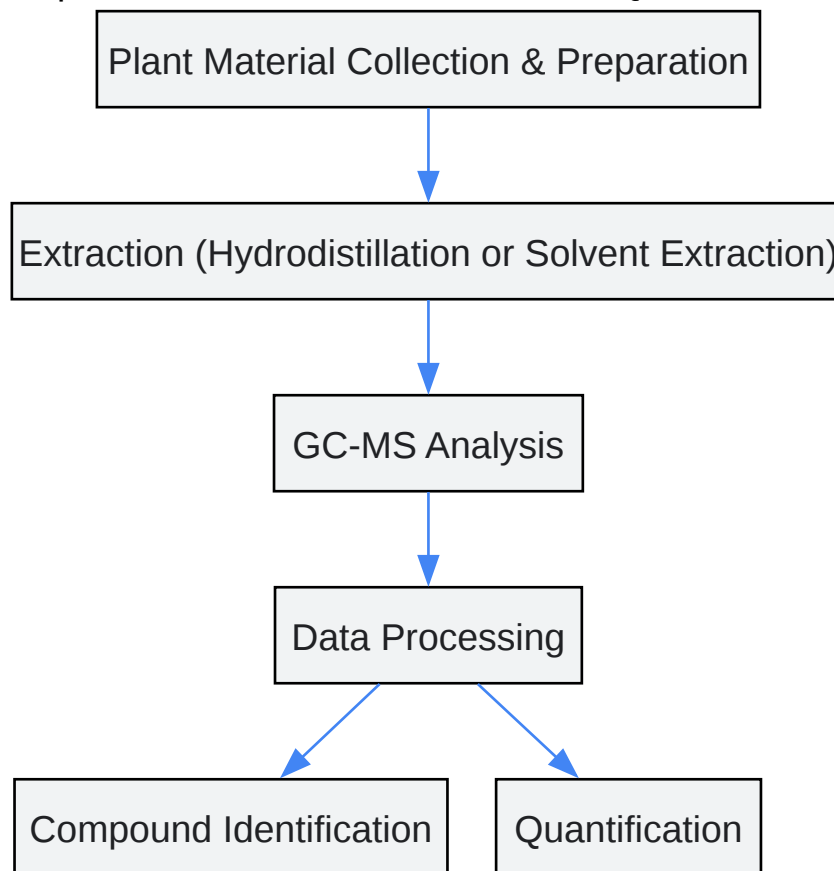 Plant Material Collection & Preparation
Extraction (Hydrodistillation or Solvent Extraction)
GC-MS Analysis
Data Processing
Compound Identification
Quantification